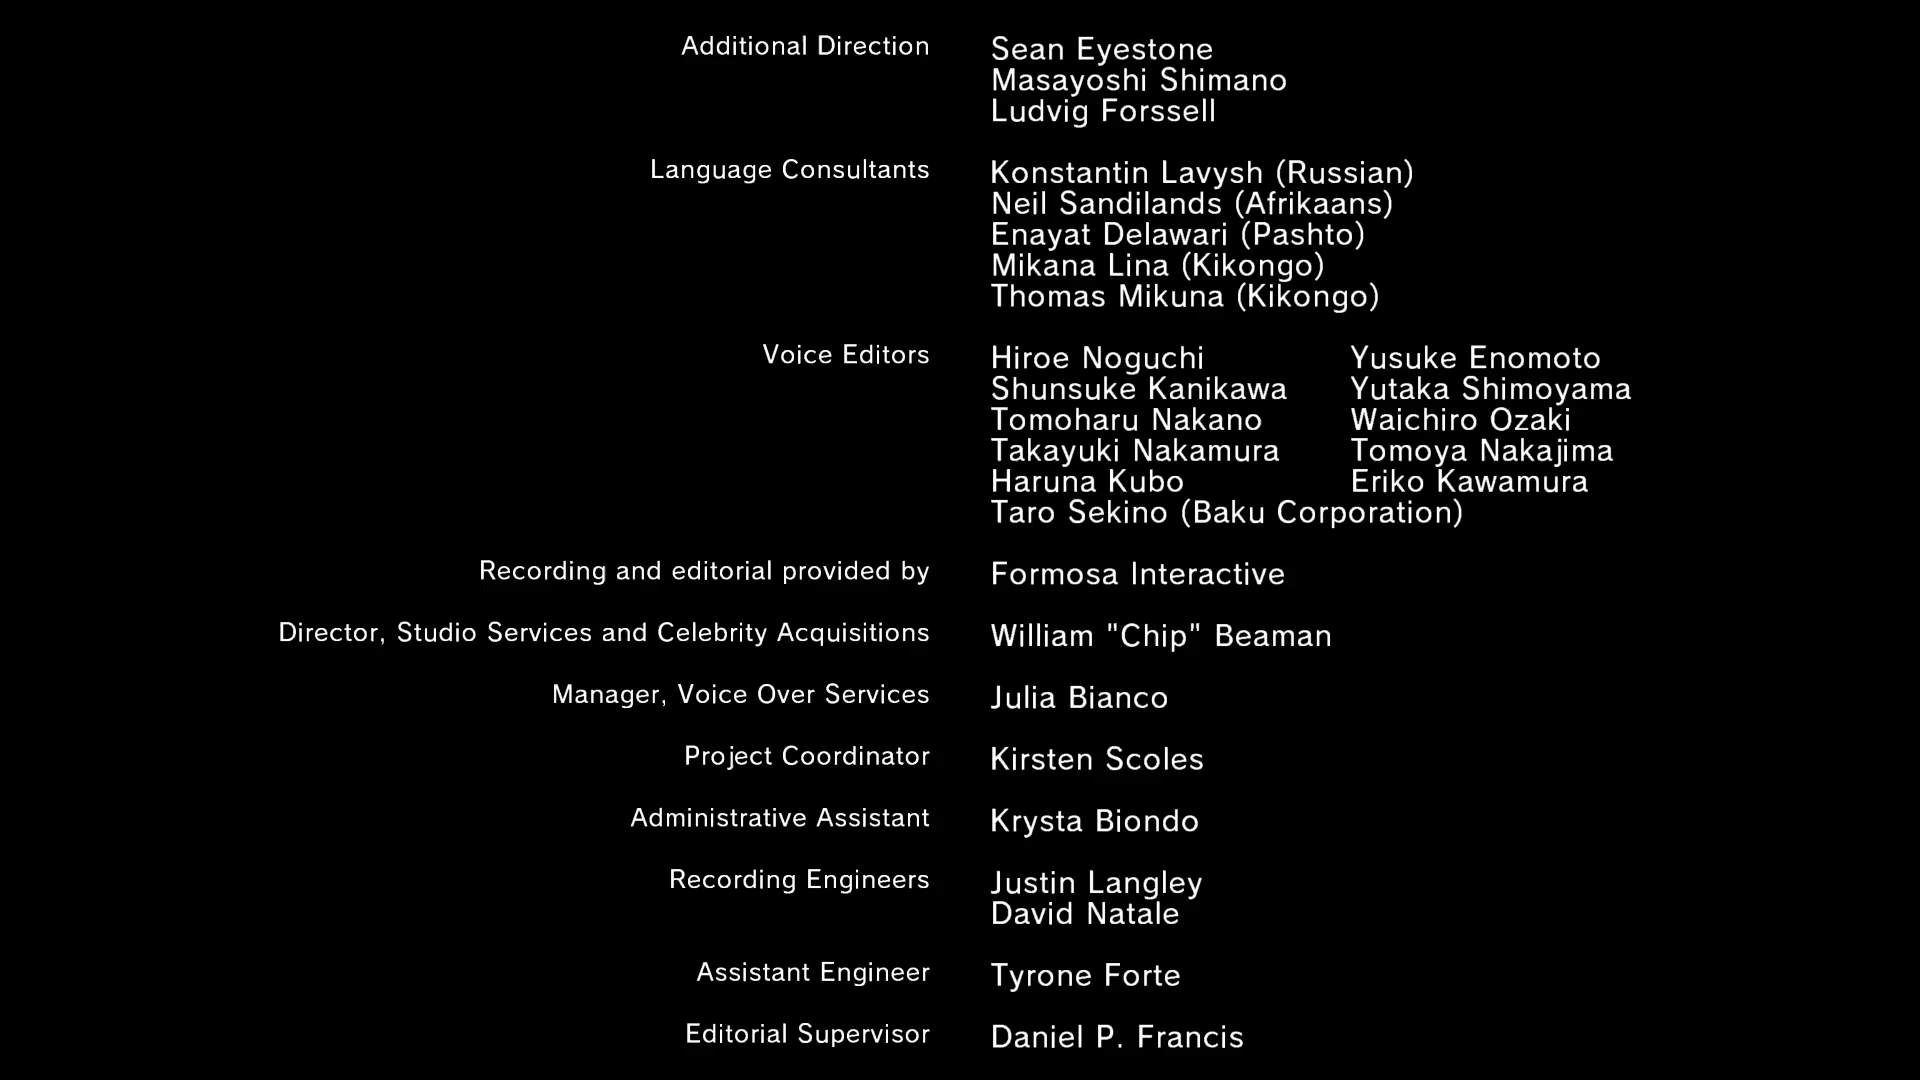 Additional Direction Sean Eyestone
Masayoshi Shimano
Ludvig Forssell
Language Consultants Konstantin Lavysh (Russian)
Neil Sandilands (Afrikaans)
Enayat Delawari (Pashto)
Mikana Lina (Kikongo)
Thomas Mikuna (Kikongo)
Voice Editors Hiroe Noguchi Yusuke Enomoto
Shunsuke Kanikawa Yutaka Shimoyama
Tomoharu Nakano Waichiro Ozaki
Takayuki Nakamura Tomoya Nakajima
Haruna Kubo Eriko Kawamura
Taro Sekino (Baku Corporation)
Recording and editorial provided by Formosa Interactive
Director, Studio Services and Celebrity Acquisitions William "Chip" Beaman
Manager, Voice Over Services Julia Bianco
Project Coordinator Kirsten Scoles
Administrative Assistant Krysta Biondo
Recording Engineers Justin Langley
David Natale
Assistant Engineer Tyrone Forte
Editorial Supervisor Daniel P. Francis